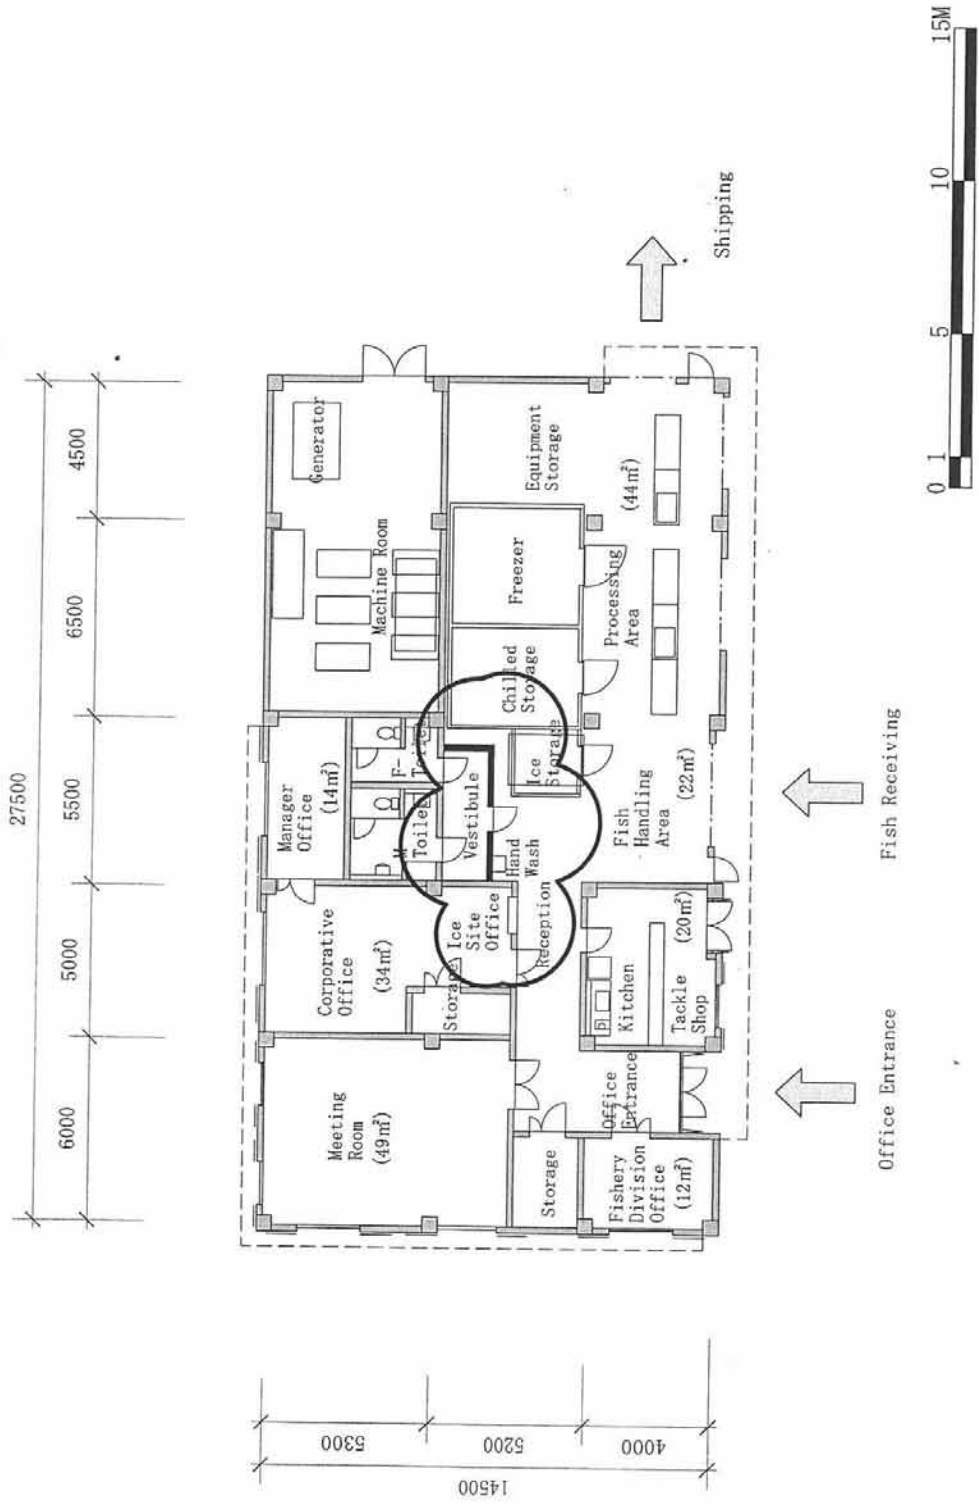 27500
6000
5000
5500
6500
4500
14500
5300
5200
4000
Meeting
Room
(49㎡)
Corporative
Office
(34㎡)
Manager
Office
(14㎡)
Machine Room
Generator
Storage
Ice
Site
Office
M-
Toilet
F-
Toilet
Vestibule
Hand
Wash
Reception
Ice
Storage
Chilled
Storage
Freezer
Equipment
Storage
(44㎡)
Processing
Area
Fish
Handling
Area
(22㎡)
Kitchen
Tackle
Shop
(20㎡)
Office
Entrance
Storage
Fishery
Division
Office
(12㎡)
Office Entrance
Fish Receiving
Shipping
0 1 5 10 15M